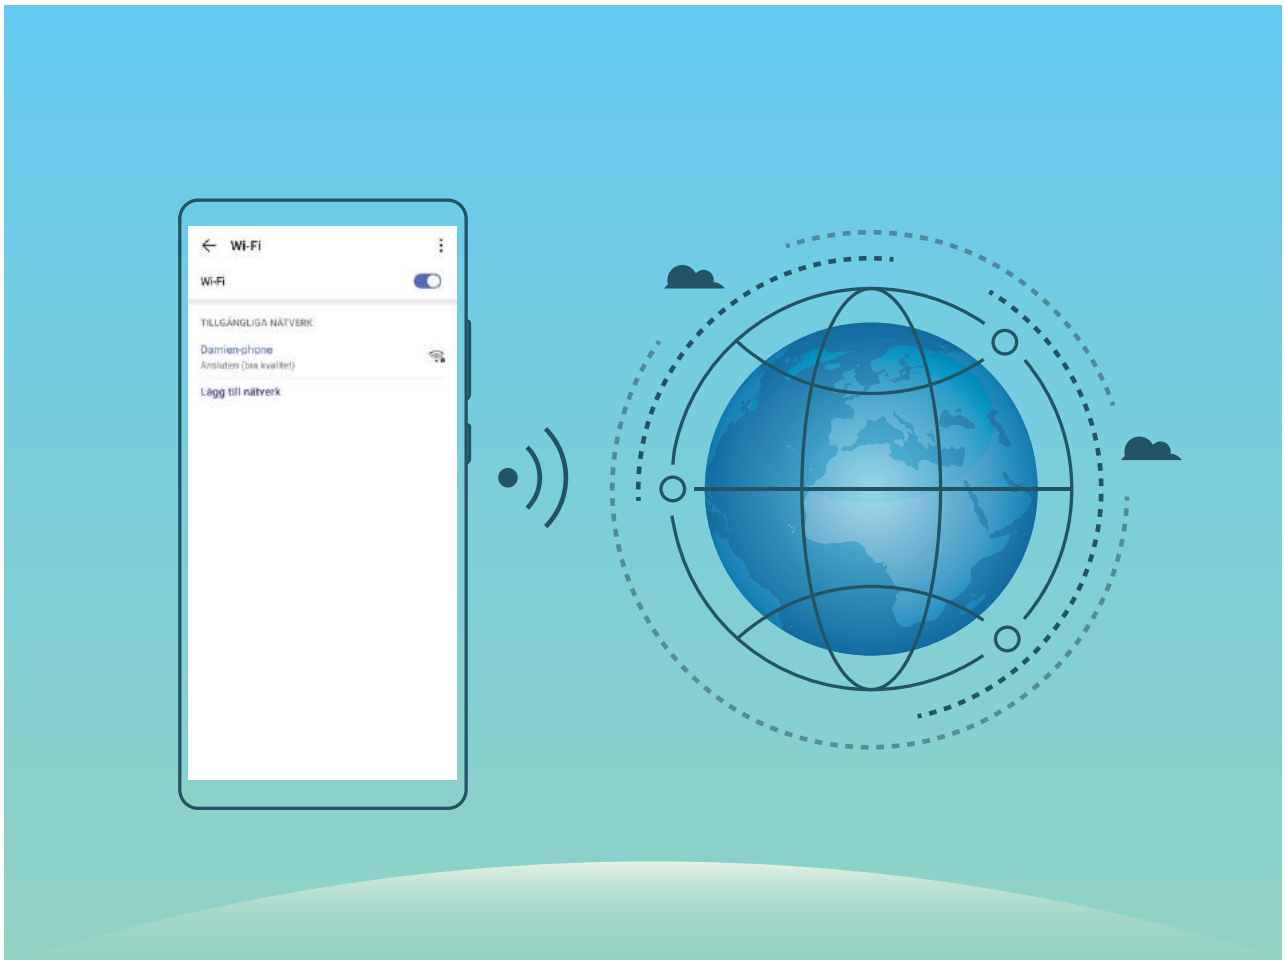 Wi-Fi
Wi-Fi
TILLGÄNGLIGA NÄTVERK
Damien-phone
Ansluten (bra kvalitet)
Lägg till nätverk